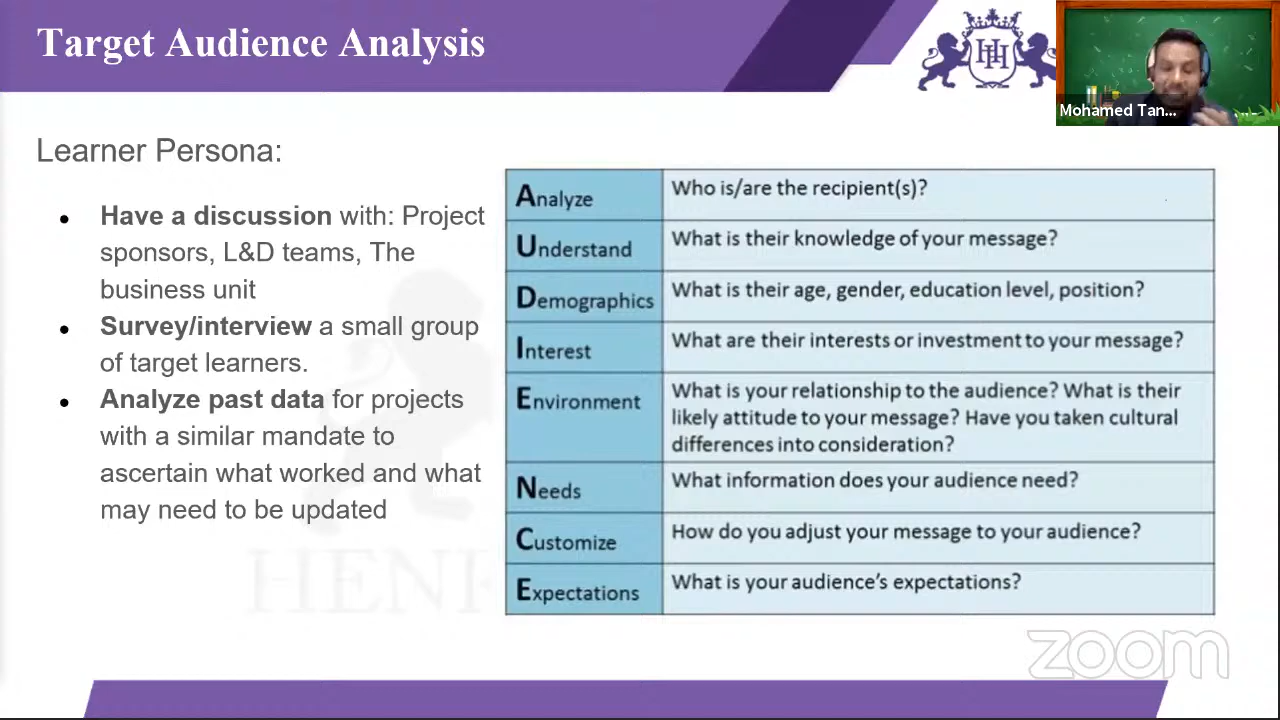 Target Audience Analysis
HH
Mohamed Tan...
Learner Persona:
● Have a discussion with: Project
sponsors, L&D teams, The
business unit
● Survey/interview a small group
of target learners.
● Analyze past data for projects
with a similar mandate to
ascertain what worked and what
may need to be updated
Analyze
Who is/are the recipient(s)?
Understand
What is their knowledge of your message?
Demographics
What is their age, gender, education level, position?
Interest
What are their interests or investment to your message?
Environment
What is your relationship to the audience? What is their
likely attitude to your message? Have you taken cultural
differences into consideration?
Needs
What information does your audience need?
Customize
How do you adjust your message to your audience?
Expectations
What is your audience's expectations?
HENR
zoom